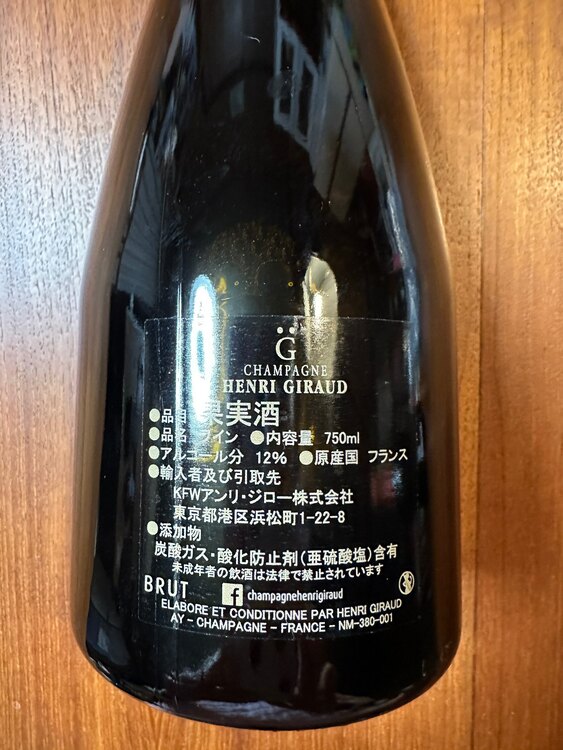 G̈
CHAMPAGNE
HENRI GIRAUD
●品目 果実酒
●品名 ワイン ●内容量 750ml
●アルコール分 12% ●原産国 フランス
●輸入者及び引取先
KFWアンリ・ジロー株式会社
東京都港区浜松町1-22-8
●添加物
炭酸ガス・酸化防止剤(亜硫酸塩)含有
未成年者の飲酒は法律で禁止されています
BRUT f champagnehenrigiraud
ELABORE ET CONDITIONNE PAR HENRI GIRAUD
AY - CHAMPAGNE - FRANCE - NM-380-001